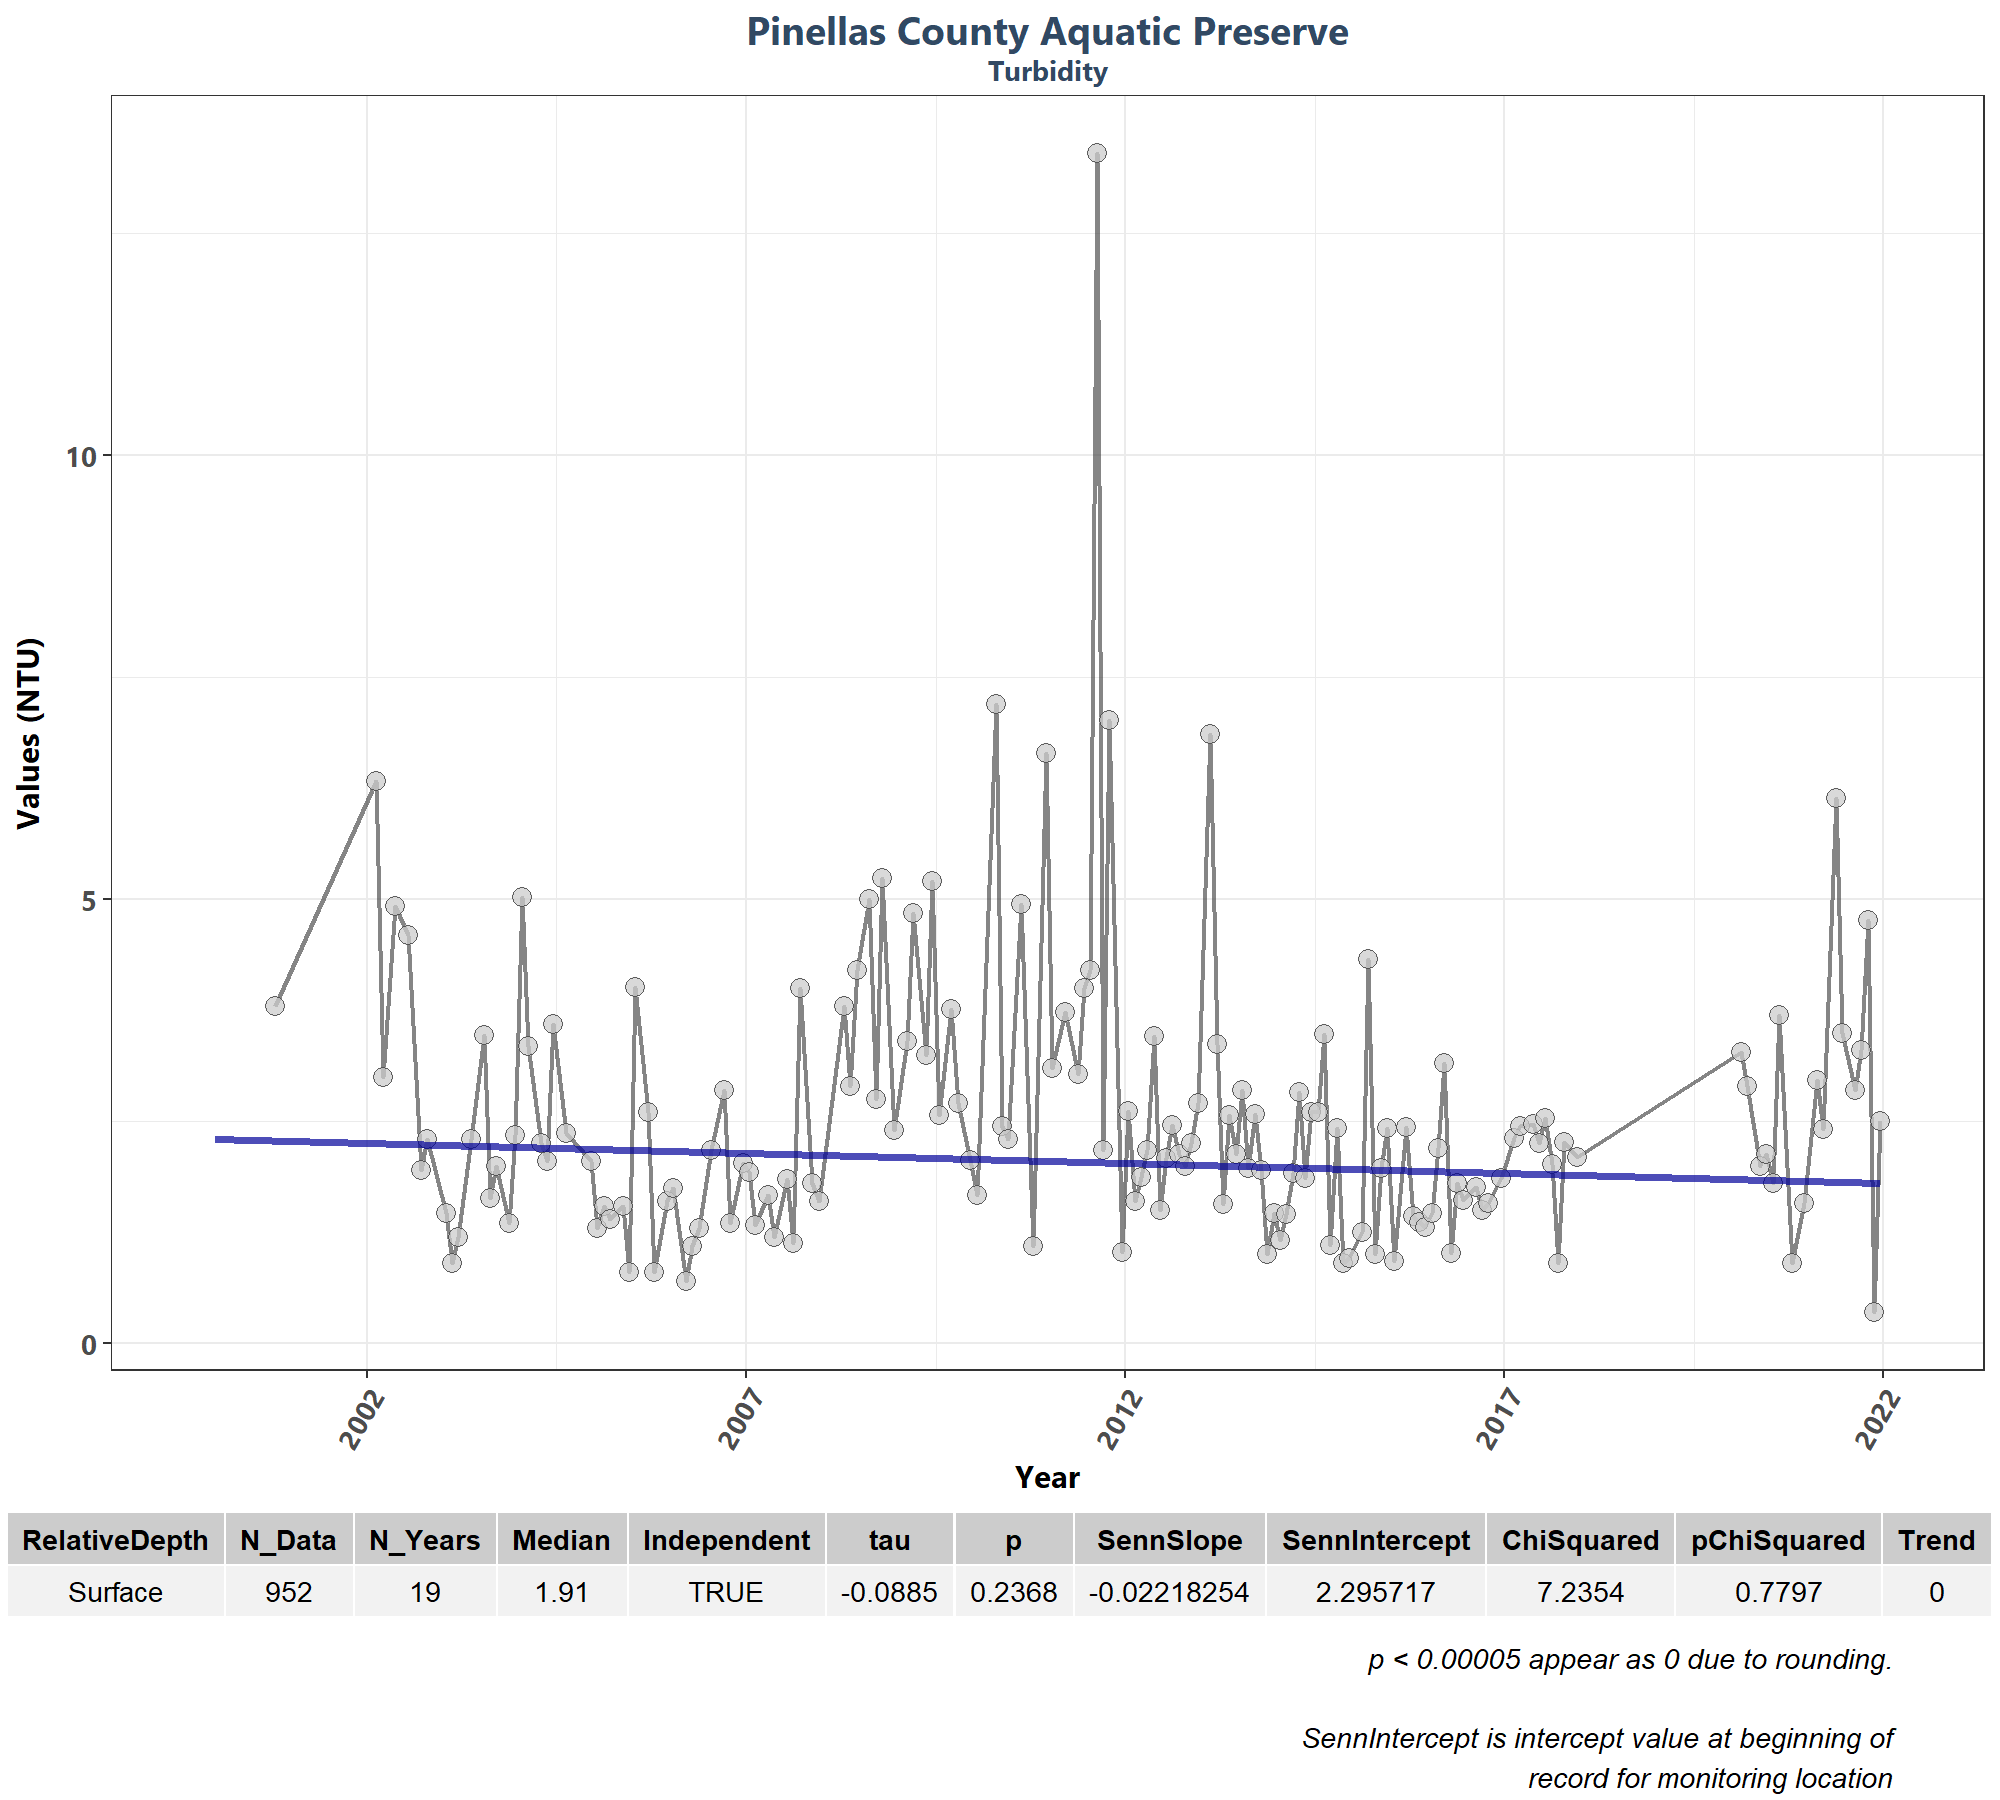 Pinellas County Aquatic Preserve
Turbidity
Values (NTU)
10
5
0
2002 2007 2012 2017 2022
Year
RelativeDepth N_Data N_Years Median Independent tau p SennSlope SennIntercept ChiSquared pChiSquared Trend
Surface 952 19 1.91 TRUE -0.0885 0.2368 -0.02218254 2.295717 7.2354 0.7797 0
p < 0.00005 appear as 0 due to rounding.
SennIntercept is intercept value at beginning of
record for monitoring location